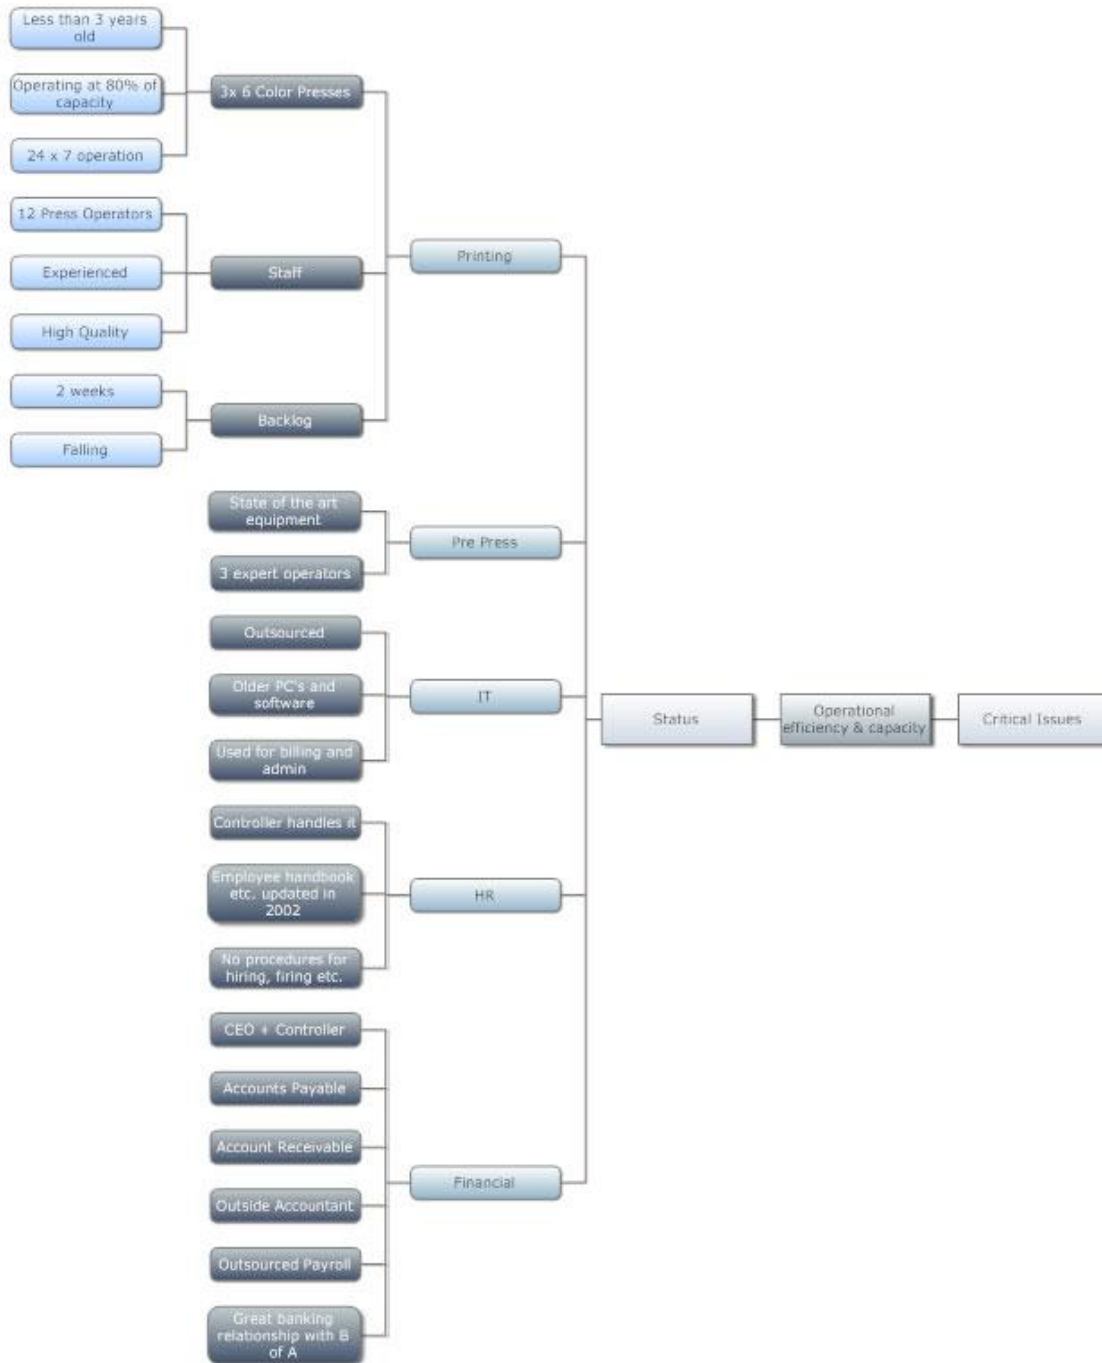 Less than 3 years
old
Operating at 80% of
capacity
3x 6 Color Presses
24 x 7 operation
12 Press Operators
Experienced
Staff
High Quality
Printing
2 weeks
Backlog
Falling
State of the art
equipment
Pre Press
3 expert operators
Outsourced
Older PC's and
software
IT
Used for billing and
admin
Status
Operational
efficiency & capacity
Critical Issues
Controller handles it
Employee handbook
etc. updated in
2002
HR
No procedures for
hiring, firing etc.
CEO + Controller
Accounts Payable
Account Receivable
Financial
Outside Accountant
Outsourced Payroll
Great banking
relationship with B
of A